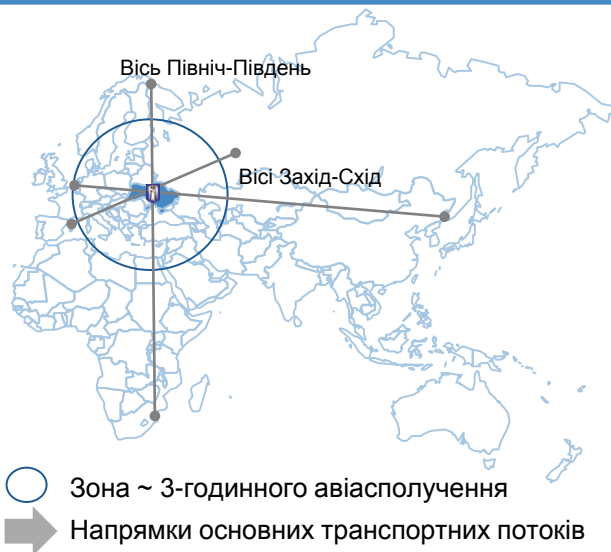 Вісь Північ-Південь
Вісі Захід-Схід
Зона ~ 3-годинного авіасполучення
Напрямки основних транспортних потоків